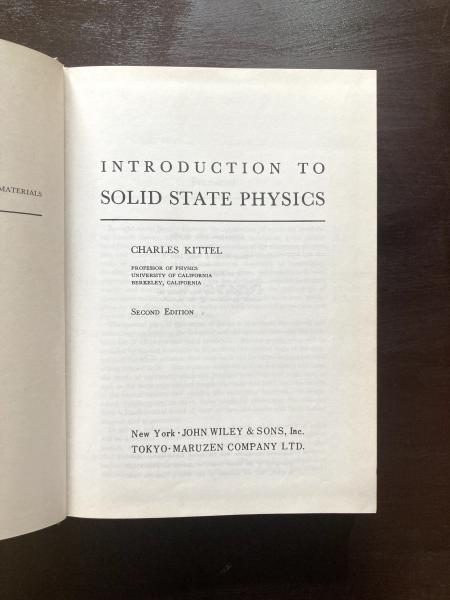 MATERIALS
INTRODUCTION TO
SOLID STATE PHYSICS
CHARLES KITTEL
PROFESSOR OF PHYSICS
UNIVERSITY OF CALIFORNIA
BERKELEY, CALIFORNIA
SECOND EDITION
New York · JOHN WILEY & SONS, Inc.
TOKYO · MARUZEN COMPANY LTD.